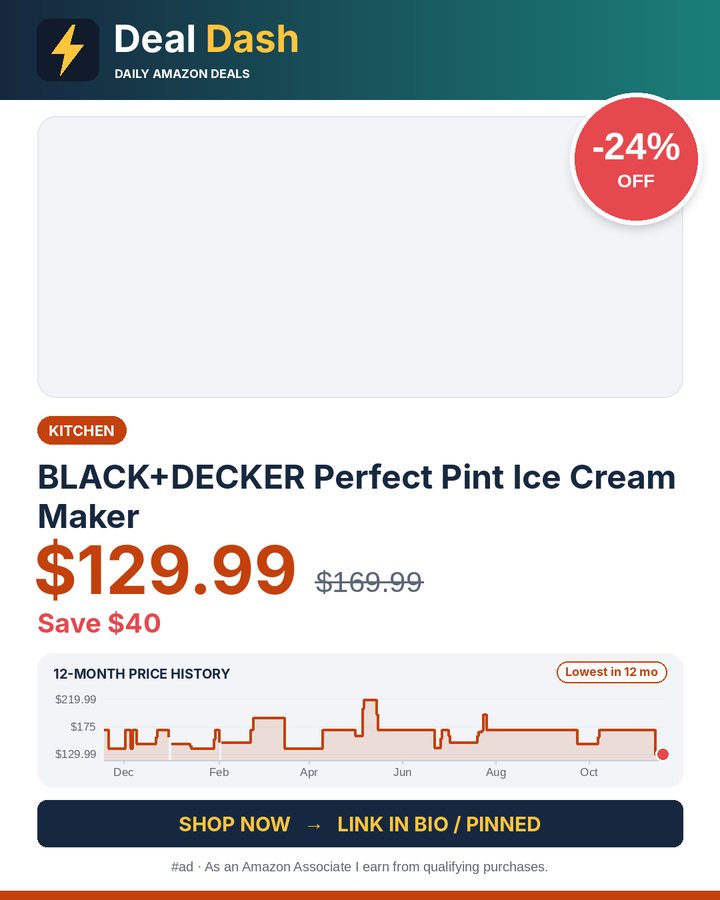 Deal Dash
DAILY AMAZON DEALS
-24%
OFF
KITCHEN
BLACK+DECKER Perfect Pint Ice Cream
Maker
$129.99 $169.99
Save $40
12-MONTH PRICE HISTORY
Lowest in 12 mo
$219.99
$175
$129.99
Dec Feb Apr Jun Aug Oct
SHOP NOW → LINK IN BIO / PINNED
#ad · As an Amazon Associate I earn from qualifying purchases.